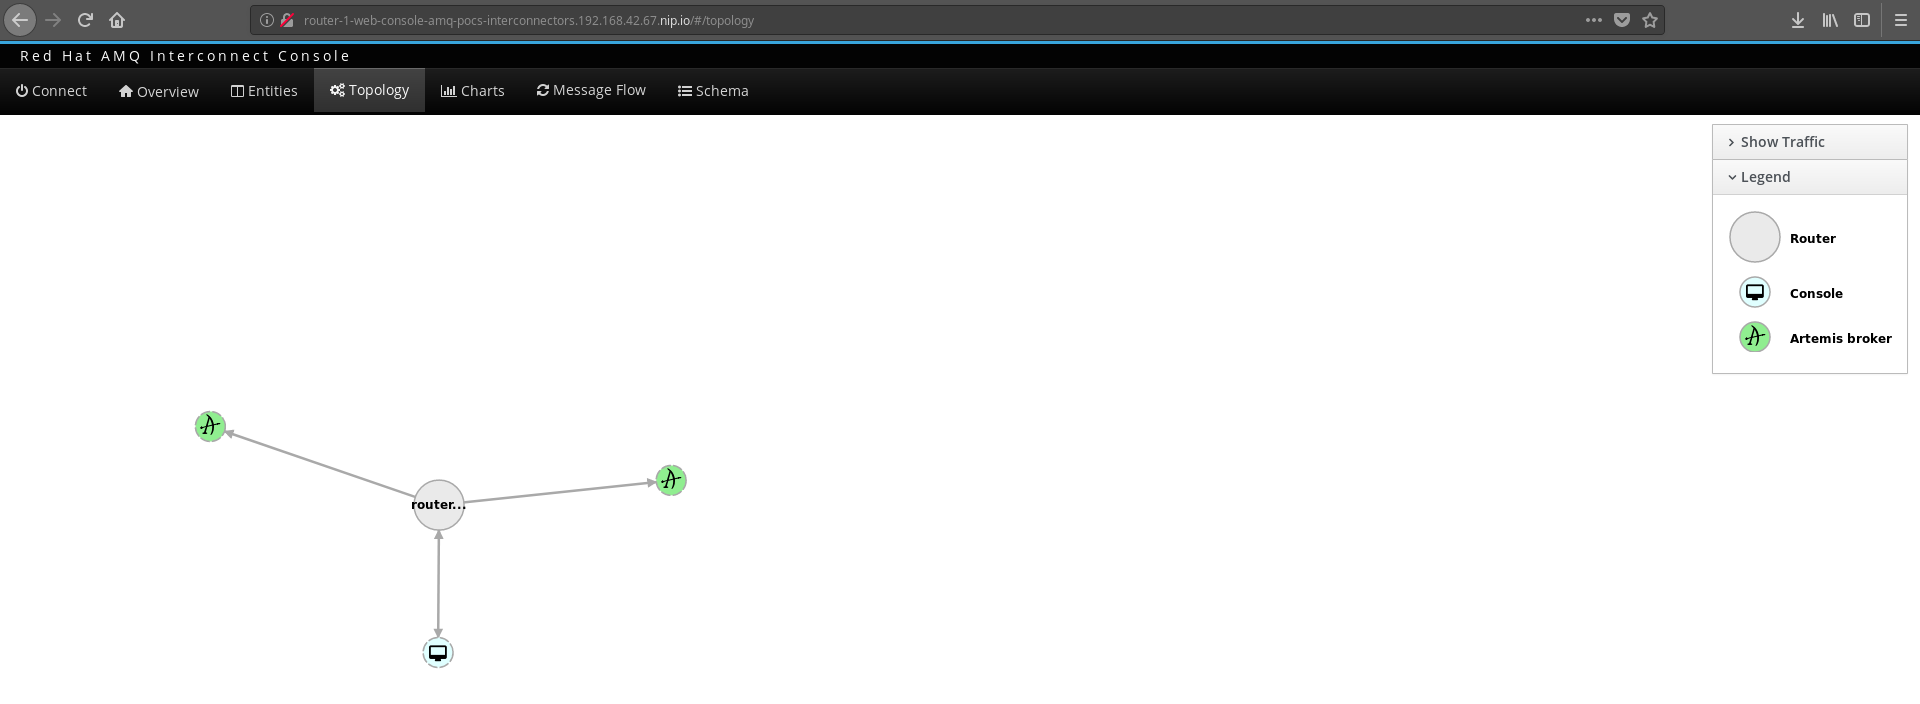 router-1-web-console-amq-pocs-interconnectors.192.168.42.67.nip.io/#/topology
Red Hat AMQ Interconnect Console
Connect Overview Entities Topology Charts Message Flow Schema
Show Traffic
Legend
Router
Console
Artemis broker
router...